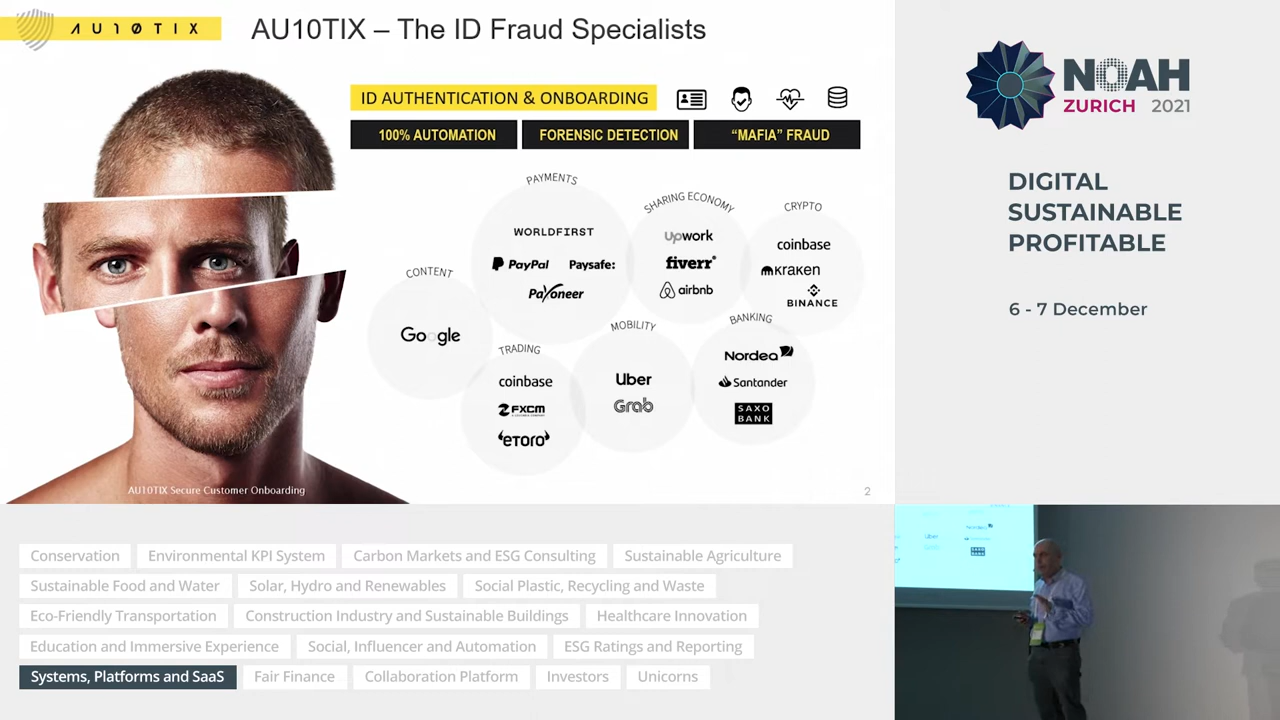 AU10TIX
AU10TIX – The ID Fraud Specialists
ID AUTHENTICATION & ONBOARDING
100% AUTOMATION
FORENSIC DETECTION
“MAFIA” FRAUD
PAYMENTS
WORLDFIRST
PayPal
Paysafe:
Payoneer
SHARING ECONOMY
upwork
fiverr
airbnb
CRYPTO
coinbase
kraken
BINANCE
CONTENT
Google
TRADING
coinbase
FXCM
eToro
MOBILITY
Uber
Grab
BANKING
Nordea
Santander
SAXO
BANK
AU10TIX Secure Customer Onboarding
2
NOAH
ZURICH 2021
DIGITAL
SUSTAINABLE
PROFITABLE
6 - 7 December
Conservation
Environmental KPI System
Carbon Markets and ESG Consulting
Sustainable Agriculture
Sustainable Food and Water
Solar, Hydro and Renewables
Social Plastic, Recycling and Waste
Eco-Friendly Transportation
Construction Industry and Sustainable Buildings
Healthcare Innovation
Education and Immersive Experience
Social, Influencer and Automation
ESG Ratings and Reporting
Systems, Platforms and SaaS
Fair Finance
Collaboration Platform
Investors
Unicorns